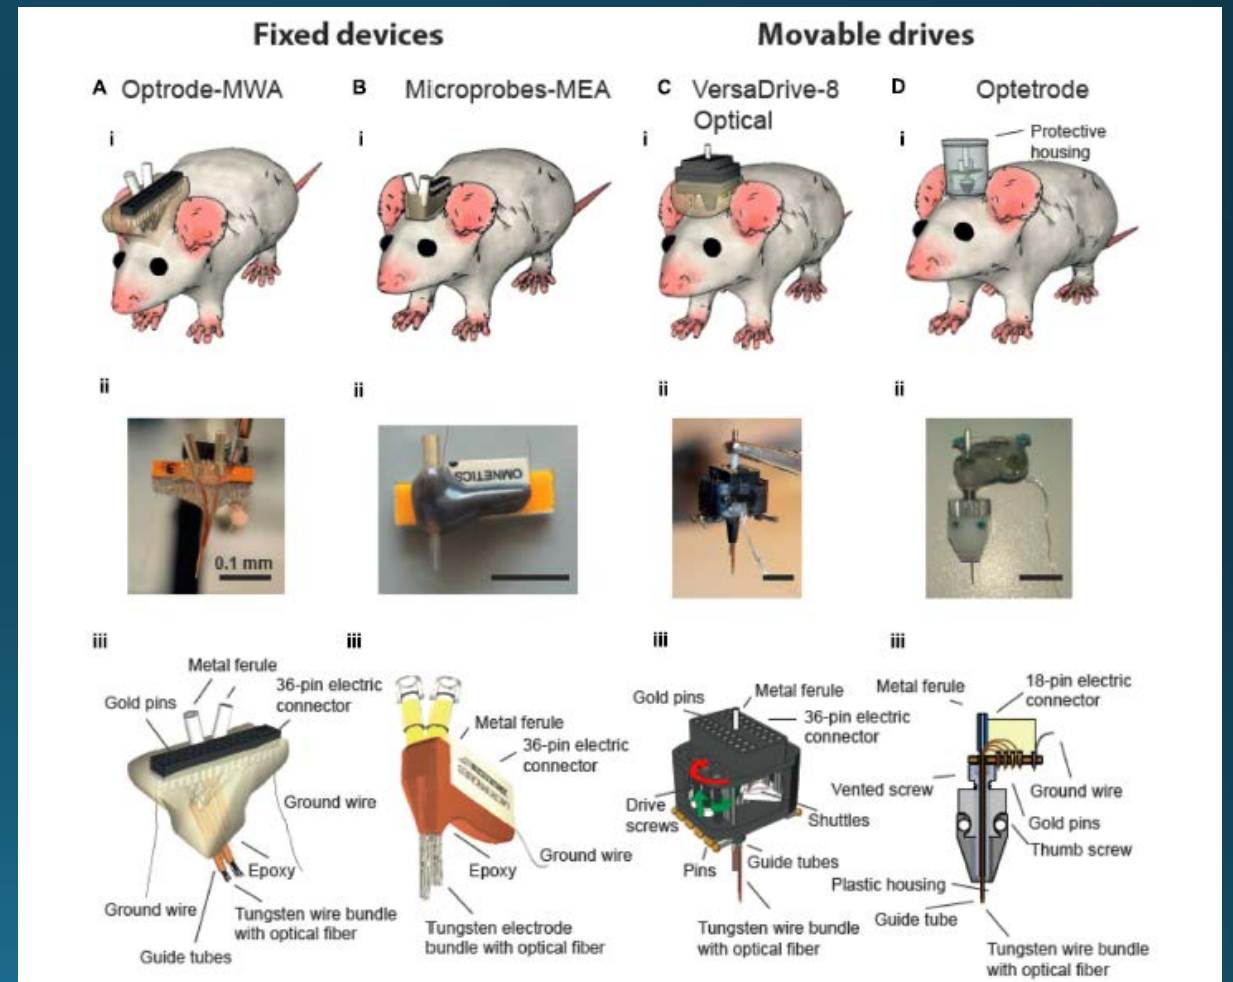 Fixed devices
Movable drives
A Optrode-MWA
B Microprobes-MEA
C VersaDrive-8
Optical
D Optetrode
i
i
i
i
Protective
housing
ii
ii
ii
ii
3
0.1 mm
OMNETICS
iii
iii
iii
iii
Metal ferule
Gold pins
36-pin electric
connector
Ground wire
Epoxy
Ground wire
Tungsten wire bundle
with optical fiber
Guide tubes
Metal ferule
36-pin electric
connector
Ground wire
Epoxy
Tungsten electrode
bundle with optical fiber
Gold pins
Metal ferule
36-pin electric
connector
Drive
screws
Shuttles
Pins
Guide tubes
Tungsten wire bundle
with optical fiber
Metal ferule
18-pin electric
connector
Vented screw
Ground wire
Gold pins
Thumb screw
Plastic housing
Guide tube
Tungsten wire bundle
with optical fiber